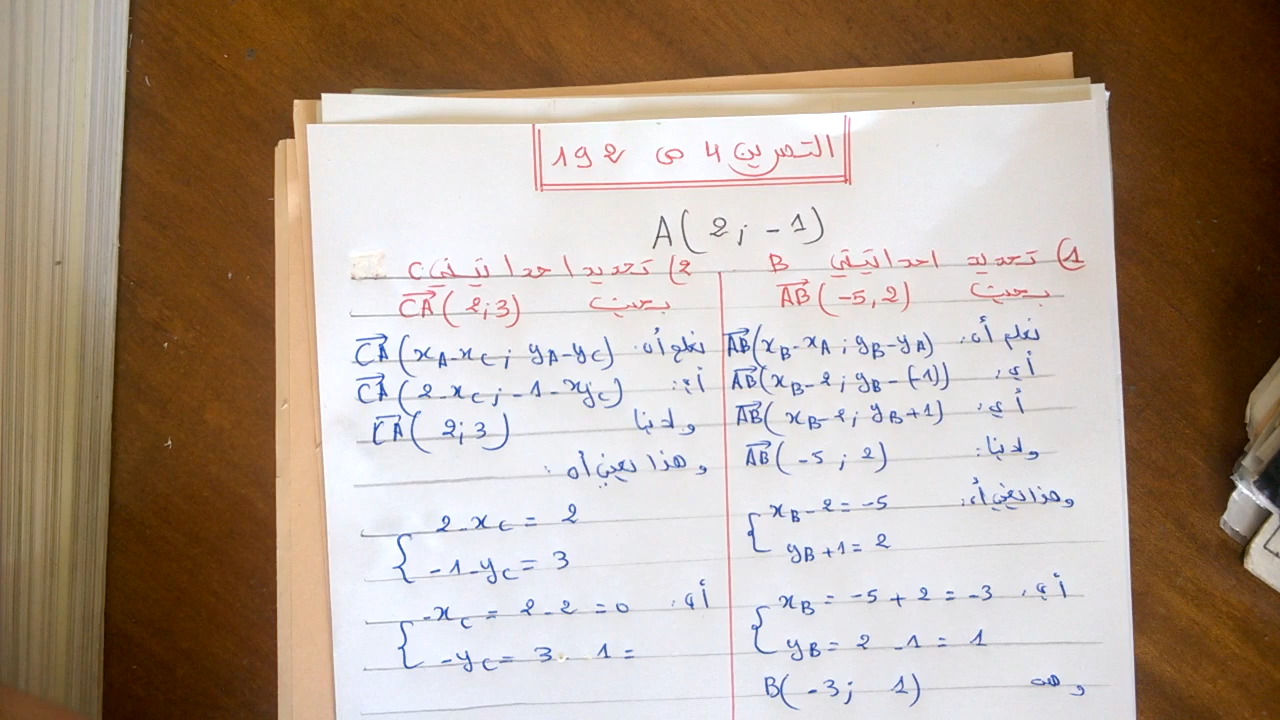 التمرين 4 ص 192
A(2; -1)
1) تحديد احداثيتي B
بحيث AB(-5, 2)
نعلم أن: AB(xB-xA; yB-yA)
أي: AB(xB-2; yB-(-1))
أي: AB(xB-2; yB+1)
ولدينا: AB(-5; 2)
وهذا يعني أن:
{ xB-2 = -5
yB+1 = 2
أي: { xB = -5+2 = -3
yB = 2 -1 = 1
ومنه B(-3; 1)
2) تحديد احداثيتي C
بحيث CA(2;3)
نعلم أن: CA(xA-xC; yA-yC)
أي: CA(2-xC; -1-yC)
ولدينا CA(2;3)
وهذا يعني أن:
{ 2-xC = 2
-1-yC = 3
أي: { -xC = 2-2 = 0
-yC = 3 1 =